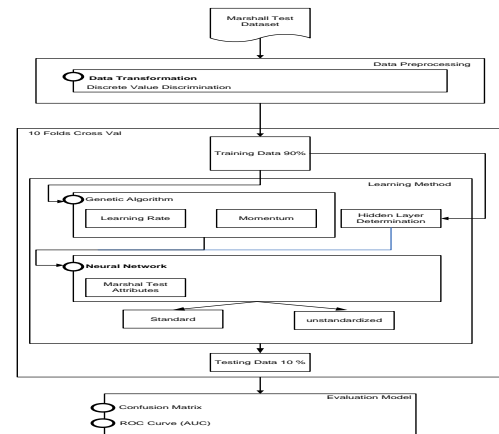 Marshall Test
Dataset
Data Preprocessing
Data Transformation
Discrete Value Discrimination
10 Folds Cross Val
Training Data 90%
Learning Method
Genetic Algorithm
Learning Rate
Momentum
Hidden Layer
Determination
Neural Network
Marshal Test
Attributes
Standard
unstandardized
Testing Data 10 %
Evaluation Model
Confusion Matrix
ROC Curve (AUC)